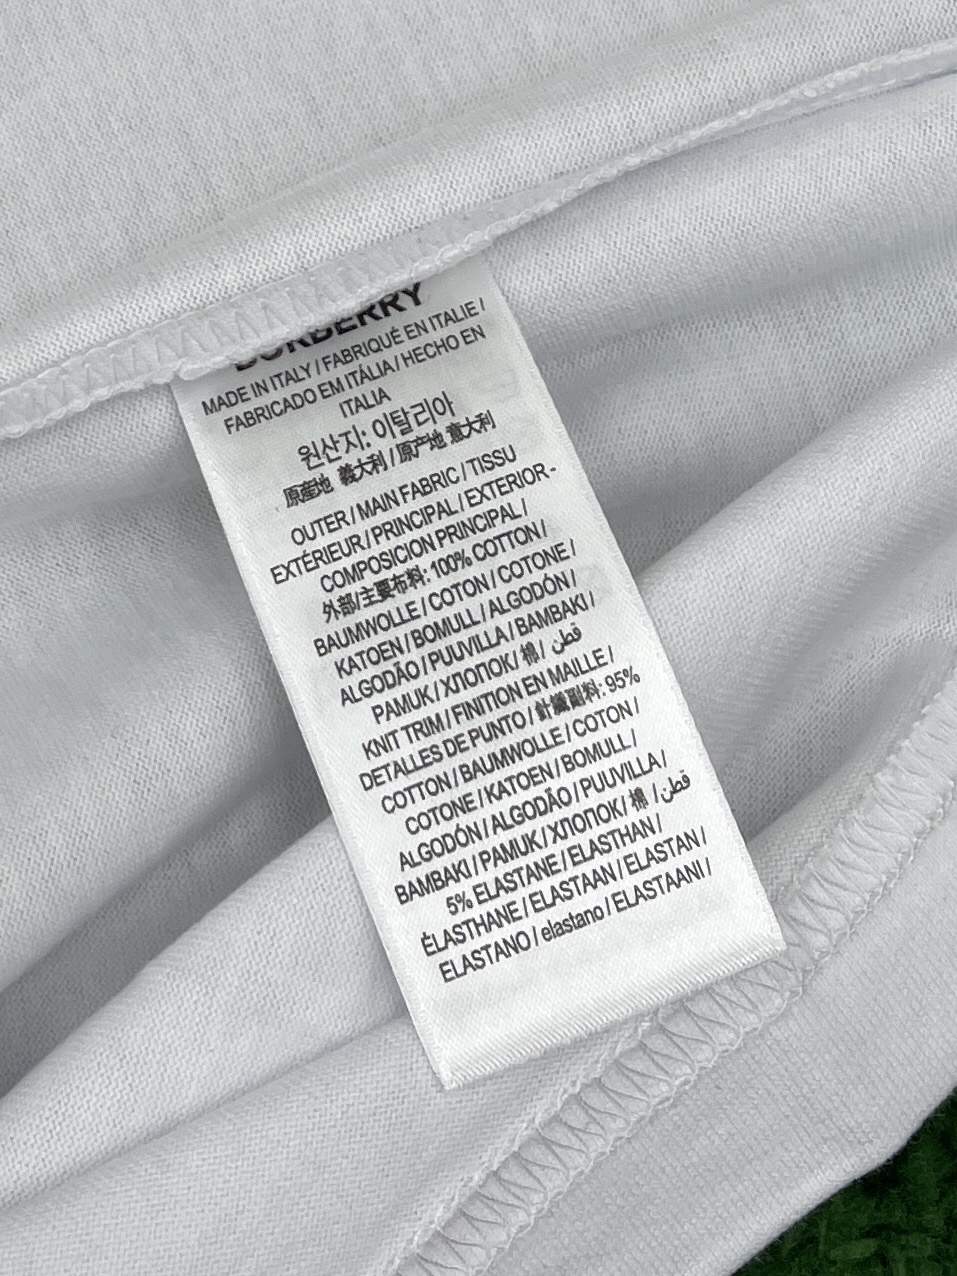 BURBERRY
MADE IN ITALY / FABRIQUÉ EN ITALIE /
FABRICADO EM ITÁLIA / HECHO EN
ITALIA
원산지: 이탈리아
原産地 義大利 / 原产地 意大利
OUTER / MAIN FABRIC / TISSU
EXTÉRIEUR / PRINCIPAL / EXTERIOR-
COMPOSICION PRINCIPAL /
外部/主要布料: 100% COTTON /
BAUMWOLLE / COTON / COTONE /
KATOEN / BOMULL / ALGODÓN /
ALGODÃO / PUUVILLA / BAMBAKI /
PAMUK / ХЛОПОК / 棉 / قطن
KNIT TRIM / FINITION EN MAILLE /
DETALLES DE PUNTO / 針織副料: 95%
COTTON / BAUMWOLLE / COTON /
COTONE / KATOEN / BOMULL /
ALGODÓN / ALGODÃO / PUUVILLA /
BAMBAKI / PAMUK / ХЛОПОК / 棉 / قطن
5% ELASTANE / ELASTHAN /
ÉLASTHANE / ELASTAAN / ELASTAN /
ELASTANO / elastano / ELASTAANI /